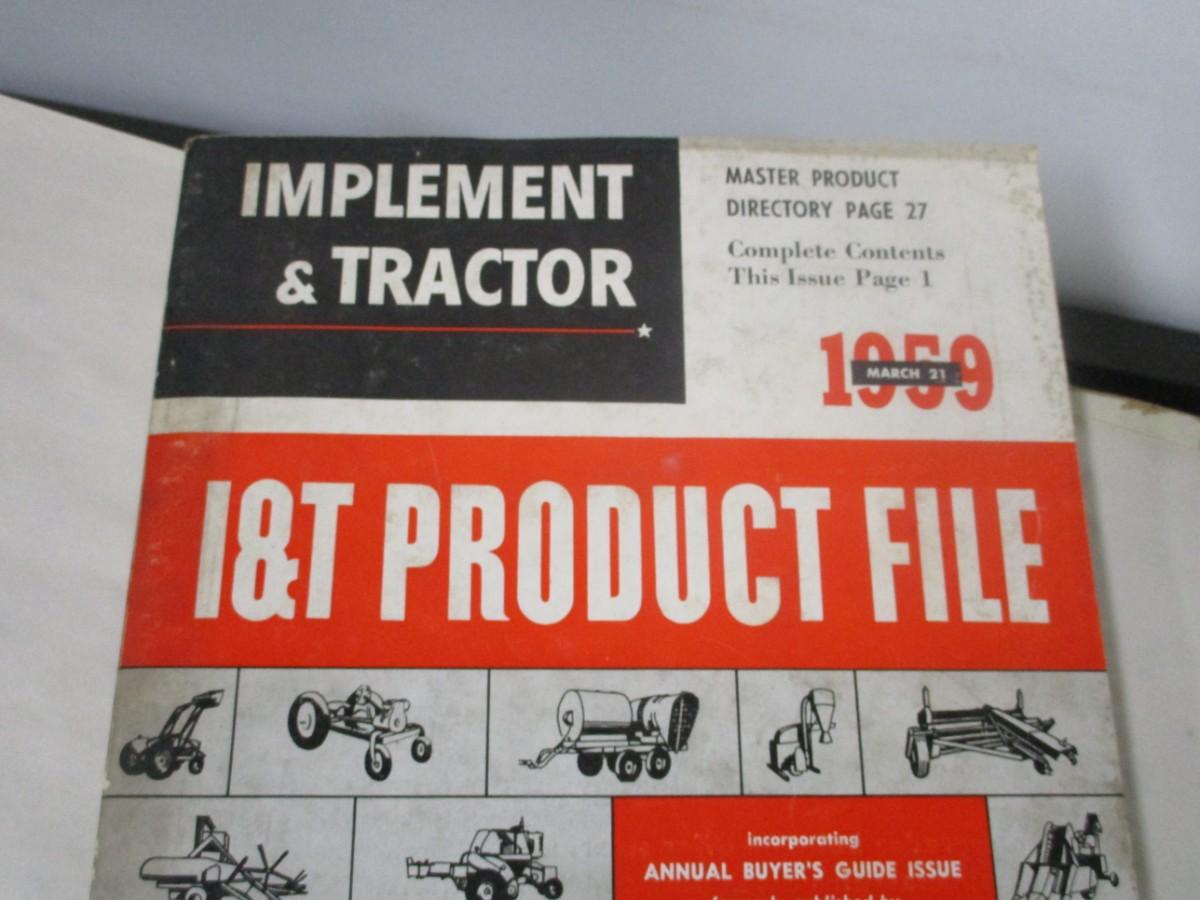 IMPLEMENT
& TRACTOR
MASTER PRODUCT
DIRECTORY PAGE 27
Complete Contents
This Issue Page 1
1959
MARCH 21
I&T PRODUCT FILE
incorporating
ANNUAL BUYER'S GUIDE ISSUE